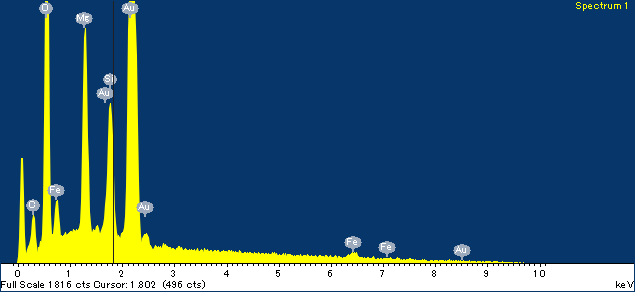 Spectrum 1
O Mg Au
Si
Au
Fe
O Au
Fe Fe Au
0 1 2 3 4 5 6 7 8 9 10
Full Scale 1816 cts Cursor: 1.802 (496 cts) keV